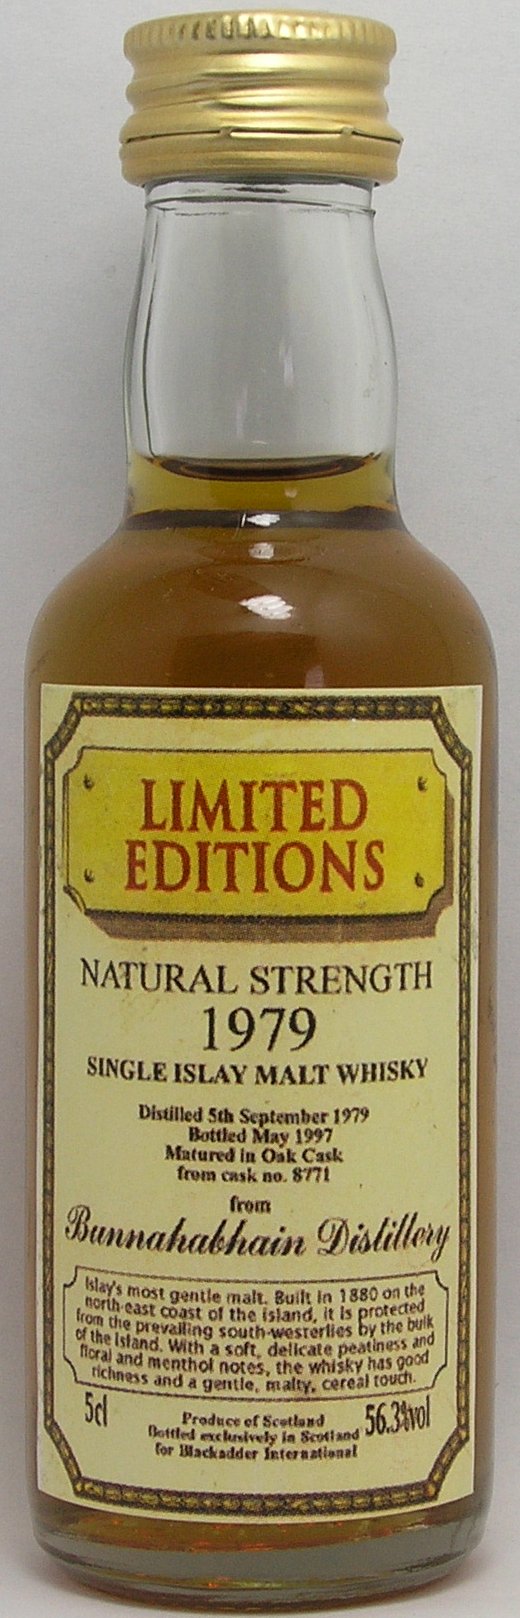 LIMITED
EDITIONS
NATURAL STRENGTH
1979
SINGLE ISLAY MALT WHISKY
Distilled 5th September 1979
Bottled May 1997
Matured in Oak Cask
from cask no. 8771
from
Bunnahabhain Distillery
Islay's most gentle malt. Built in 1880 on the
north-east coast of the island, it is protected
from the prevailing south-westerlies by the bulk
of the Island. With a soft, delicate peatiness and
floral and menthol notes, the whisky has good
richness and a gentle, malty, cereal touch.
5cl
Produce of Scotland
Bottled exclusively in Scotland
for Blackadder International
56.3%vol